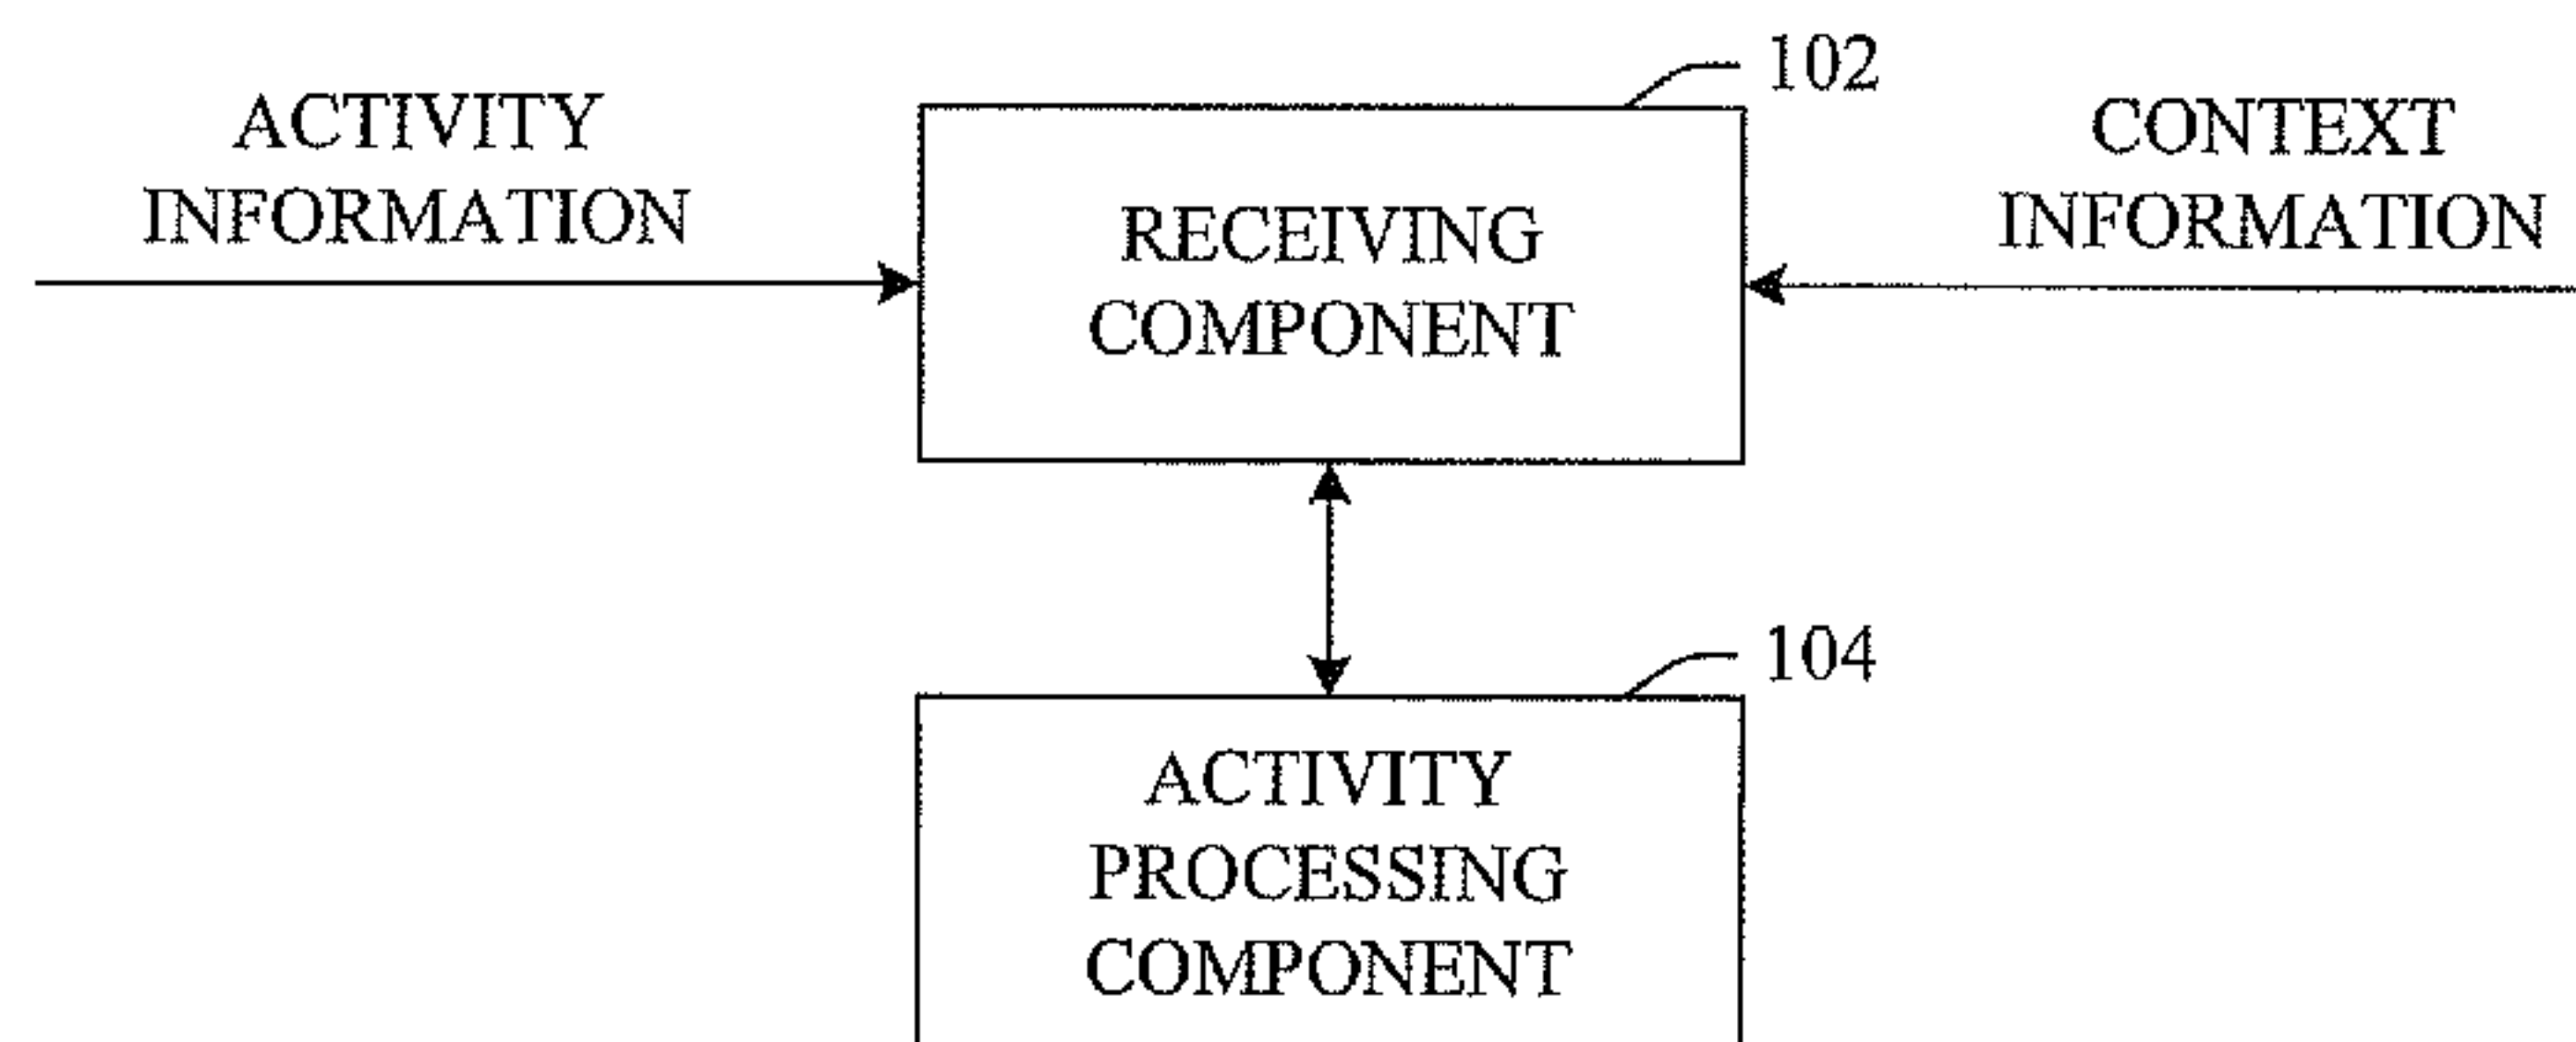 102
ACTIVITY
INFORMATION
RECEIVING
COMPONENT
CONTEXT
INFORMATION
104
ACTIVITY
PROCESSING
COMPONENT